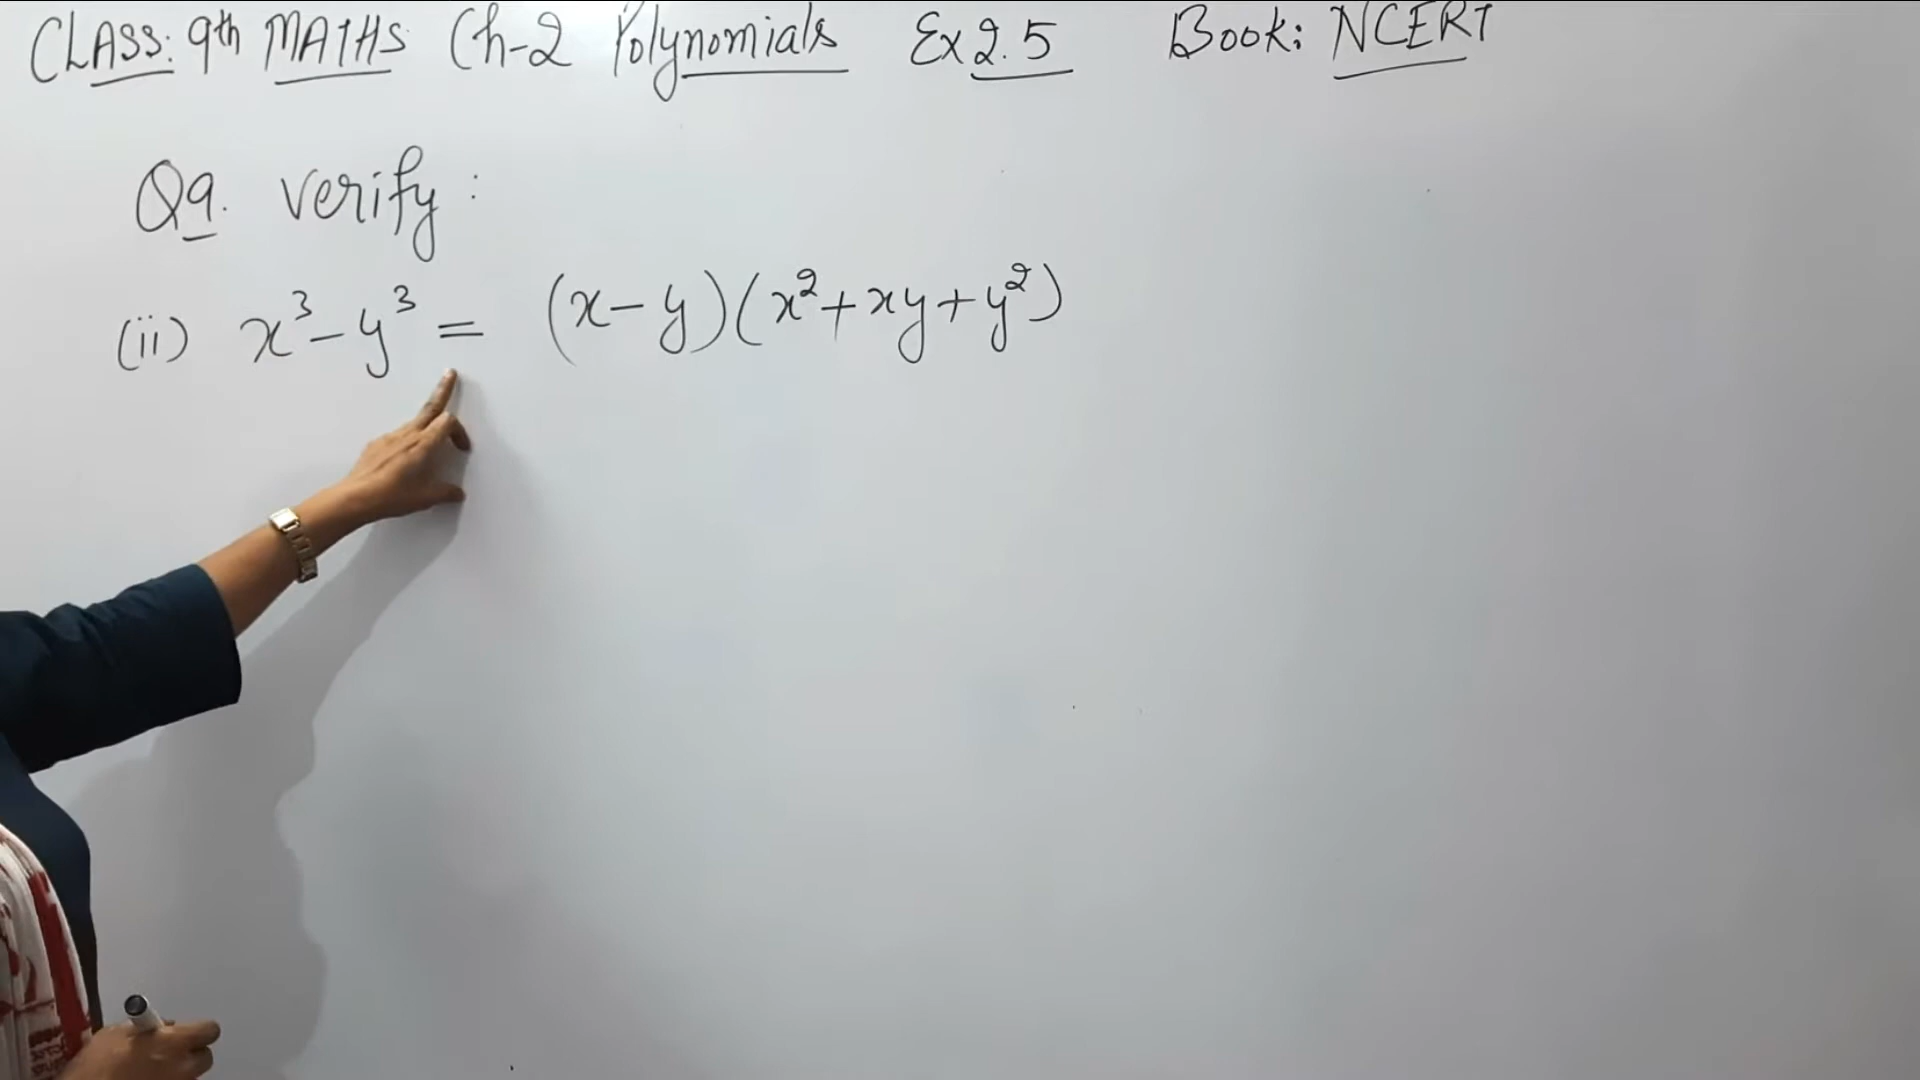 CLASS: 9th MATHS Ch-2 Polynomials Ex 2.5 Book: NCERT
Q9. Verify:
(ii) x³-y³ = (x-y)(x²+xy+y²)